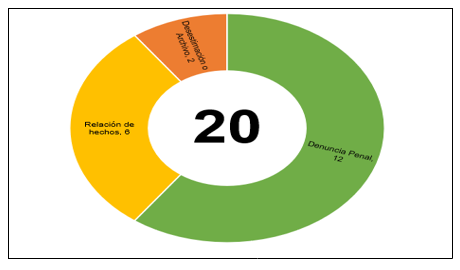 Desestimación o
Archivo, 2
Relación de
hechos, 6
20
Denuncia Penal,
12